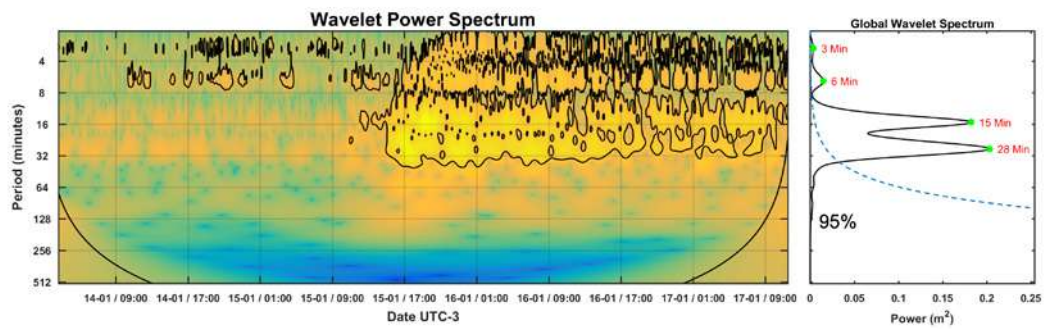 Wavelet Power Spectrum
Period (minutes)
4
8
16
32
64
128
256
512
14-01 / 09:00 14-01 / 17:00 15-01 / 01:00 15-01 / 09:00 15-01 / 17:00 16-01 / 01:00 16-01 / 09:00 16-01 / 17:00 17-01 / 01:00 17-01 / 09:00
Date UTC-3
Global Wavelet Spectrum
3 Min
6 Min
15 Min
28 Min
95%
0 0.05 0.1 0.15 0.2 0.25
Power (m²)